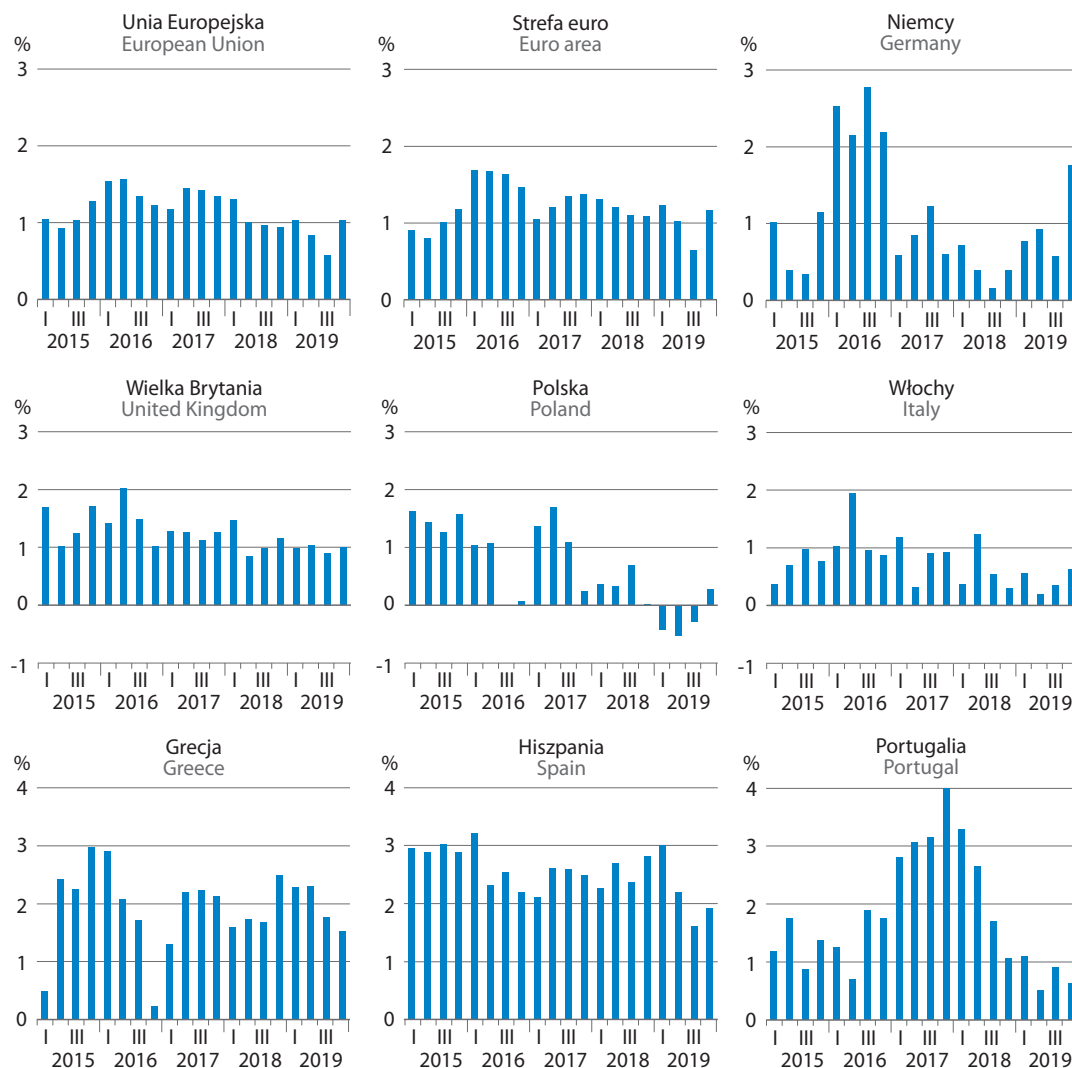 Unia Europejska
European Union
%
3
2
1
0
I III I III I III I III I III
2015 2016 2017 2018 2019
Strefa euro
Euro area
%
3
2
1
0
I III I III I III I III I III
2015 2016 2017 2018 2019
Niemcy
Germany
%
3
2
1
0
I III I III I III I III I III
2015 2016 2017 2018 2019
Wielka Brytania
United Kingdom
%
3
2
1
0
-1
I III I III I III I III I III
2015 2016 2017 2018 2019
Polska
Poland
%
3
2
1
0
-1
I III I III I III I III I III
2015 2016 2017 2018 2019
Włochy
Italy
%
3
2
1
0
-1
I III I III I III I III I III
2015 2016 2017 2018 2019
Grecja
Greece
%
4
3
2
1
0
I III I III I III I III I III
2015 2016 2017 2018 2019
Hiszpania
Spain
%
4
3
2
1
0
I III I III I III I III I III
2015 2016 2017 2018 2019
Portugalia
Portugal
%
4
3
2
1
0
I III I III I III I III I III
2015 2016 2017 2018 2019